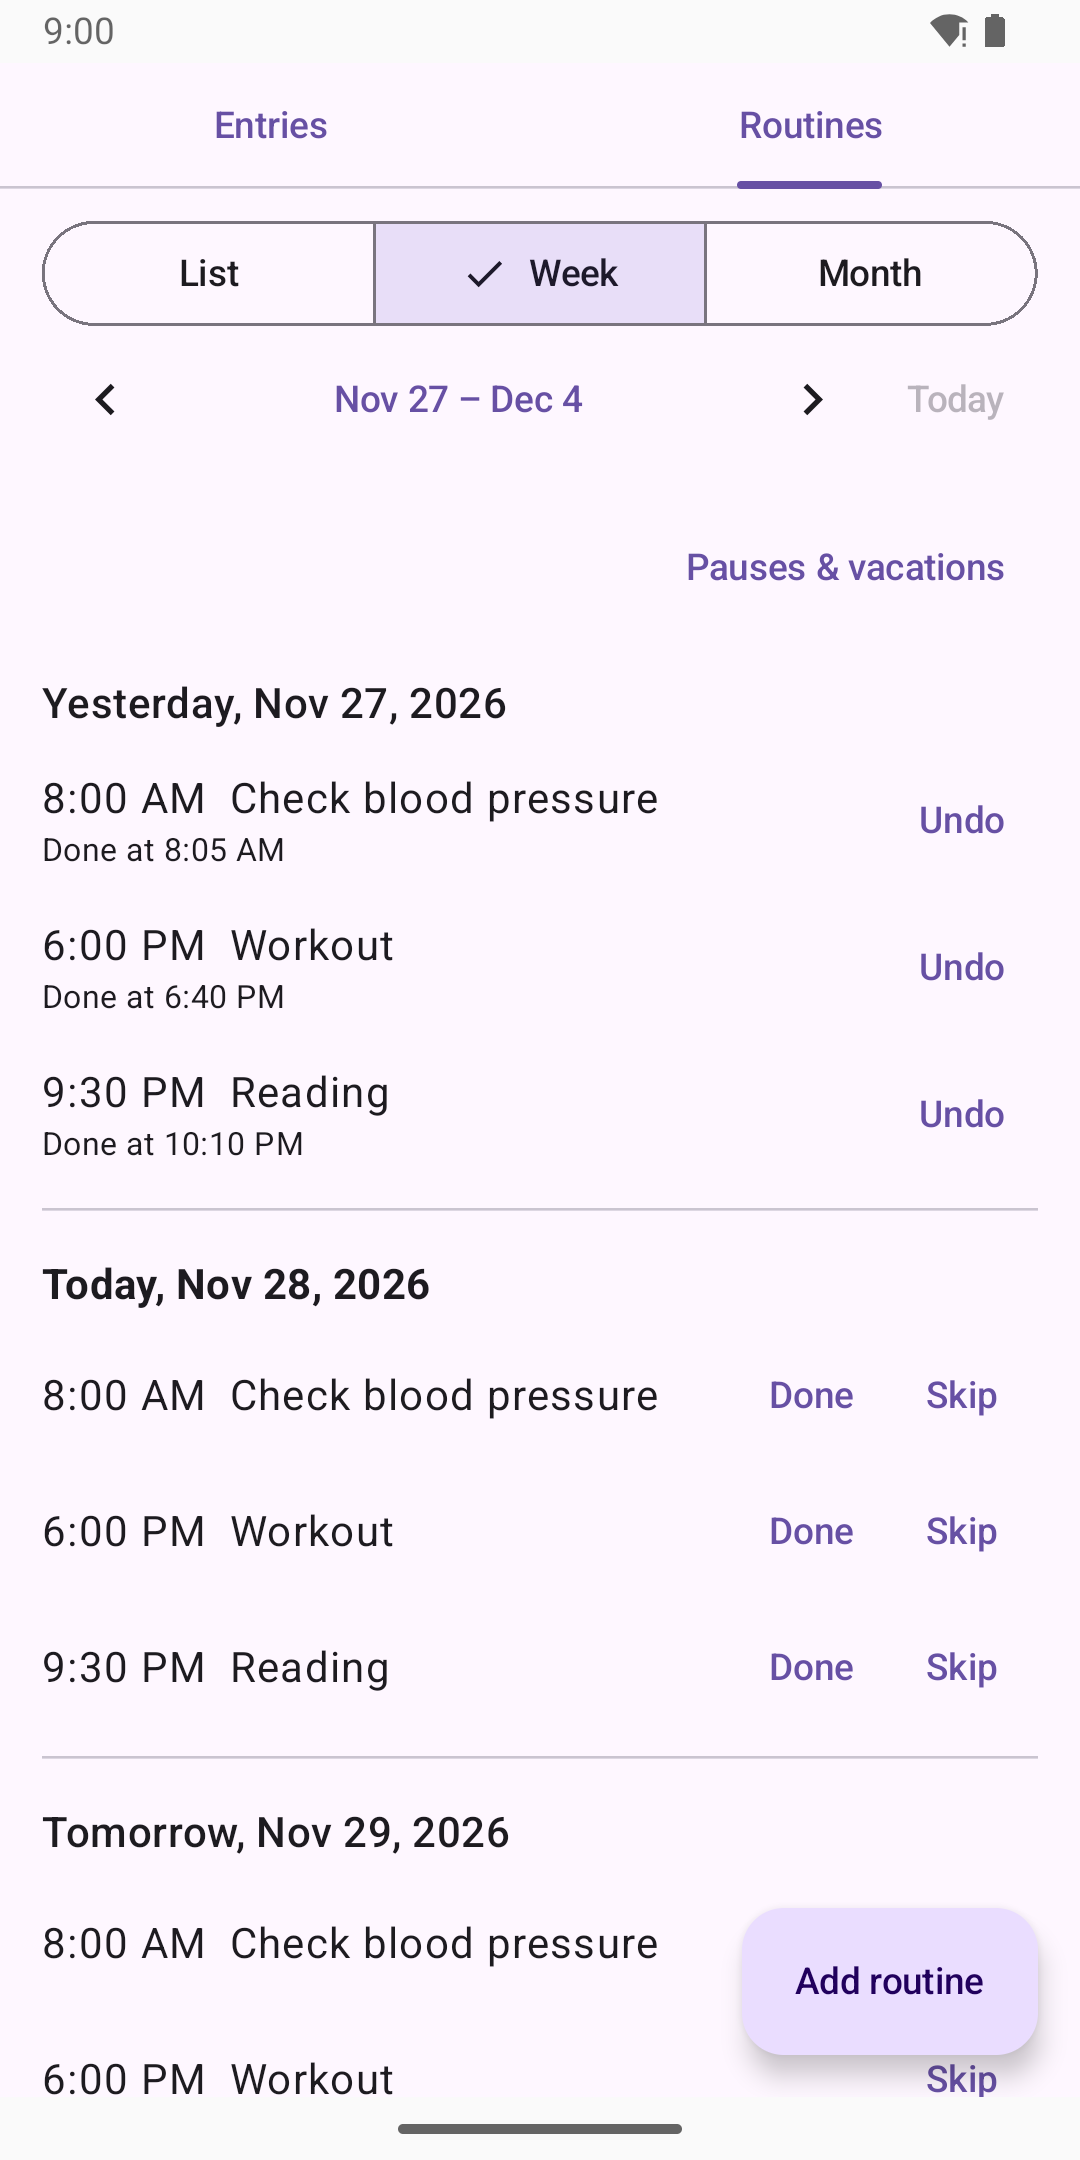 9:00
Entries Routines
List Week Month
Nov 27 – Dec 4 Today
Pauses & vacations
Yesterday, Nov 27, 2026
8:00 AM Check blood pressure
Done at 8:05 AM
Undo
6:00 PM Workout
Done at 6:40 PM
Undo
9:30 PM Reading
Done at 10:10 PM
Undo
Today, Nov 28, 2026
8:00 AM Check blood pressure Done Skip
6:00 PM Workout Done Skip
9:30 PM Reading Done Skip
Tomorrow, Nov 29, 2026
8:00 AM Check blood pressure
Add routine
6:00 PM Workout Skip